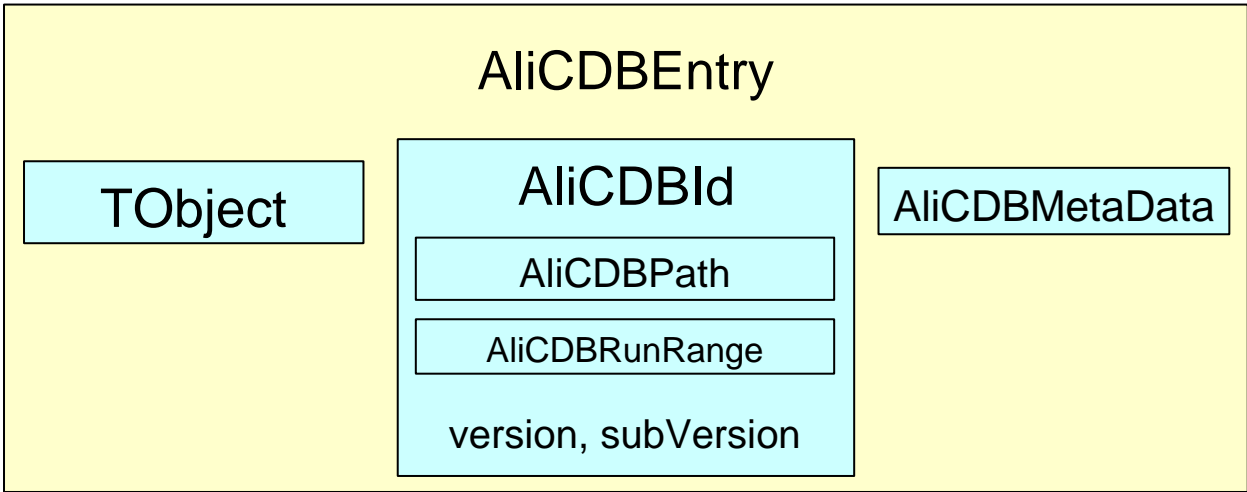 AliCDBEntry
TObject
AliCDBId
AliCDBPath
AliCDBRunRange
version, subVersion
AliCDBMetaData